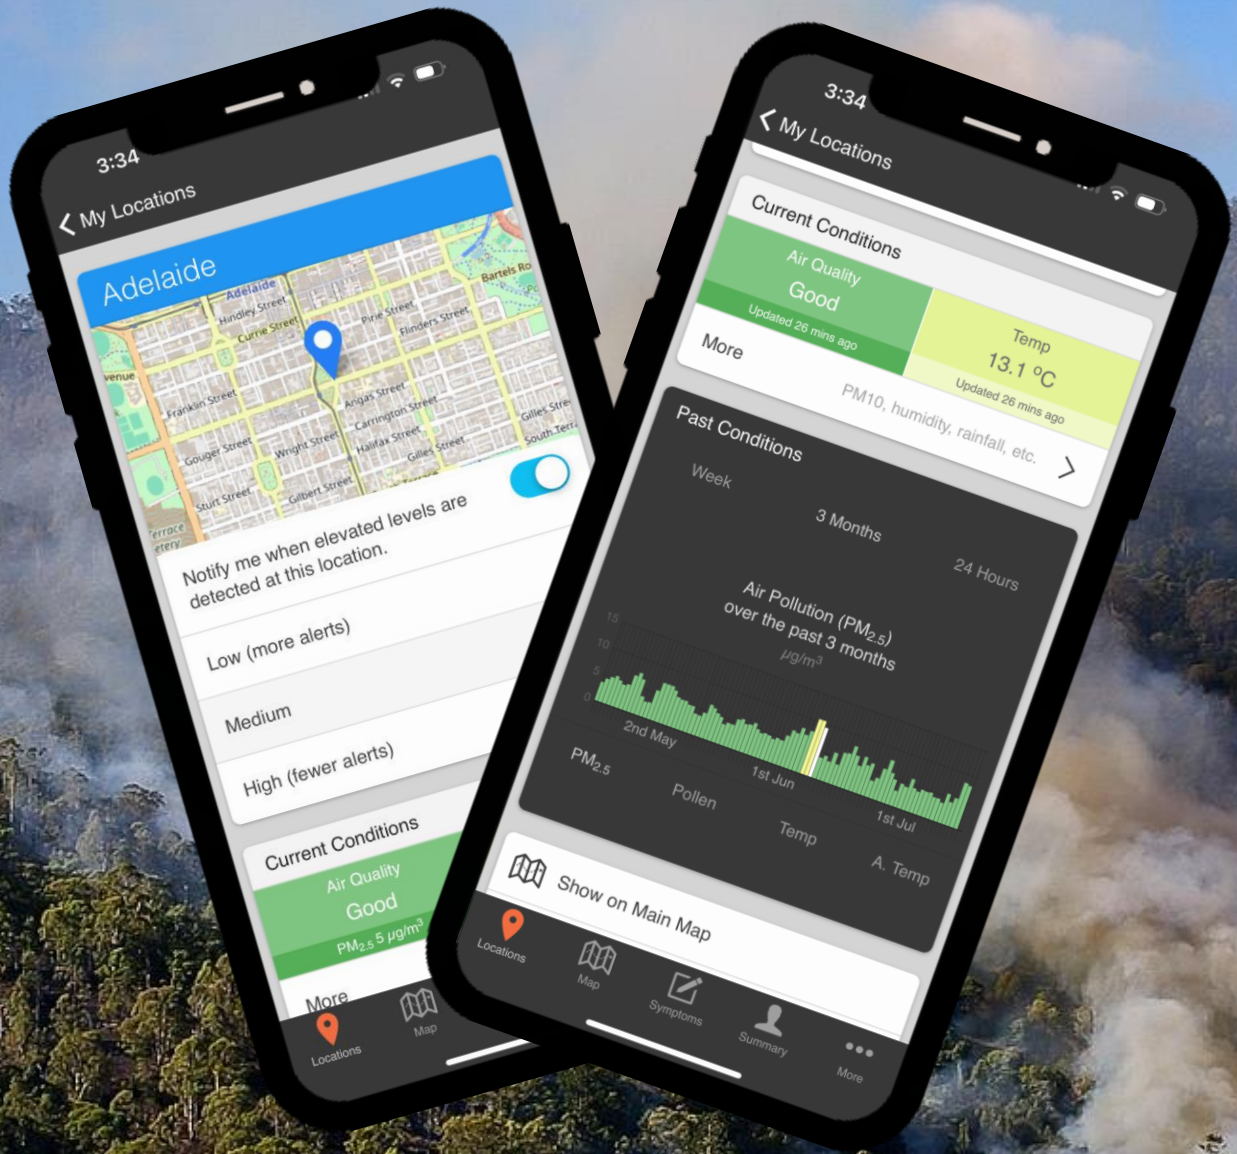 3:34
My Locations
Adelaide
Adelaide
Hindley Street
Currie Street
Pirie Street
Flinders Street
Bartels Ro
venue
Franklin Street
Angas Street
Carrington Street
Gouger Street
Wright Street
Halifax Street
Gilles Stre
Gilles Street
South Terr
Sturt Street
Gilbert Street
Terrace
etery
Notify me when elevated levels are
detected at this location.
Low (more alerts)
Medium
High (fewer alerts)
Current Conditions
Air Quality
Good
PM2.5 5 µg/m³
More
Locations
Map
3:34
My Locations
Current Conditions
Air Quality
Good
Updated 26 mins ago
Temp
13.1 ºC
Updated 26 mins ago
More
PM10, humidity, rainfall, etc.
Past Conditions
Week
3 Months
24 Hours
Air Pollution (PM2.5)
over the past 3 months
µg/m³
15
10
5
0
2nd May
1st Jun
1st Jul
PM2.5
Pollen
Temp
A. Temp
Show on Main Map
Locations
Map
Symptoms
Summary
More